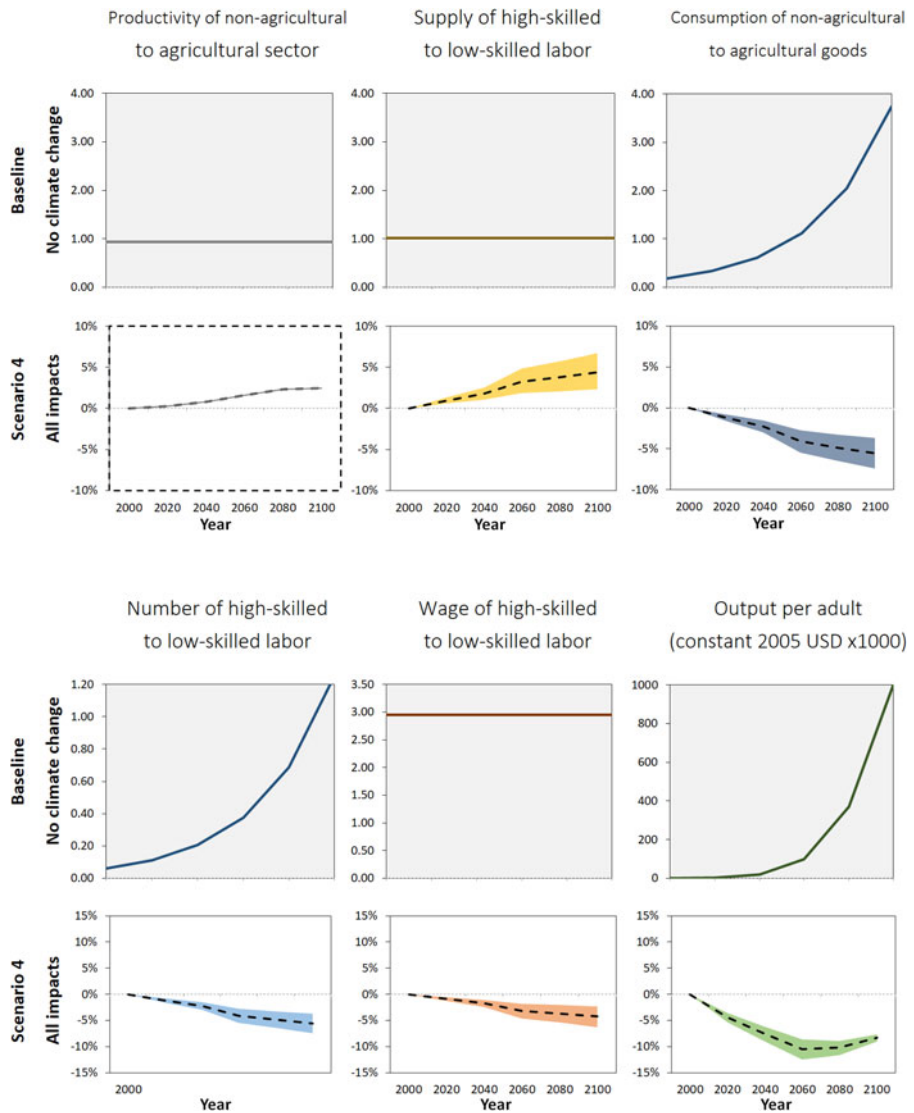 Productivity of non-agricultural
to agricultural sector
Supply of high-skilled
to low-skilled labor
Consumption of non-agricultural
to agricultural goods
Baseline
No climate change
4.00
3.00
2.00
1.00
0.00
4.00
3.00
2.00
1.00
0.00
4.00
3.00
2.00
1.00
0.00
Scenario 4
All impacts
10%
5%
0%
-5%
-10%
2000 2020 2040 2060 2080 2100
Year
10%
5%
0%
-5%
-10%
2000 2020 2040 2060 2080 2100
Year
10%
5%
0%
-5%
-10%
2000 2020 2040 2060 2080 2100
Year
Number of high-skilled
to low-skilled labor
Wage of high-skilled
to low-skilled labor
Output per adult
(constant 2005 USD x1000)
Baseline
No climate change
1.20
1.00
0.80
0.60
0.40
0.20
0.00
3.50
3.00
2.50
2.00
1.50
1.00
0.50
0.00
1000
800
600
400
200
0
Scenario 4
All impacts
15%
10%
5%
0%
-5%
-10%
-15%
2000
Year
15%
10%
5%
0%
-5%
-10%
-15%
2000 2020 2040 2060 2080 2100
Year
15%
10%
5%
0%
-5%
-10%
-15%
2000 2020 2040 2060 2080 2100
Year